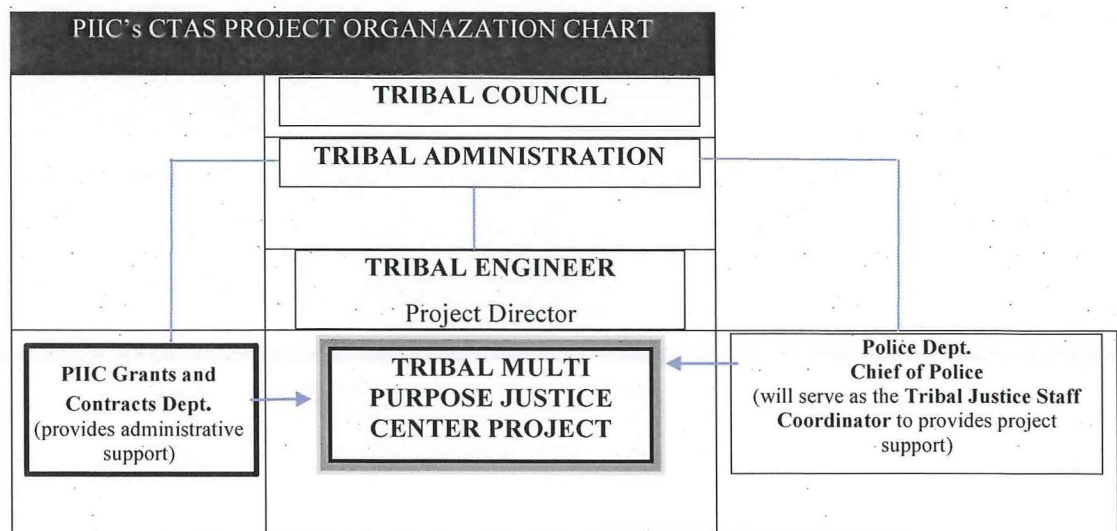 PIIC's CTAS PROJECT ORGANAZATION CHART
TRIBAL COUNCIL
TRIBAL ADMINISTRATION
TRIBAL ENGINEER
Project Director
PIIC Grants and
Contracts Dept.
(provides administrative
support)
TRIBAL MULTI
PURPOSE JUSTICE
CENTER PROJECT
Police Dept.
Chief of Police
(will serve as the Tribal Justice Staff
Coordinator to provides project
support)